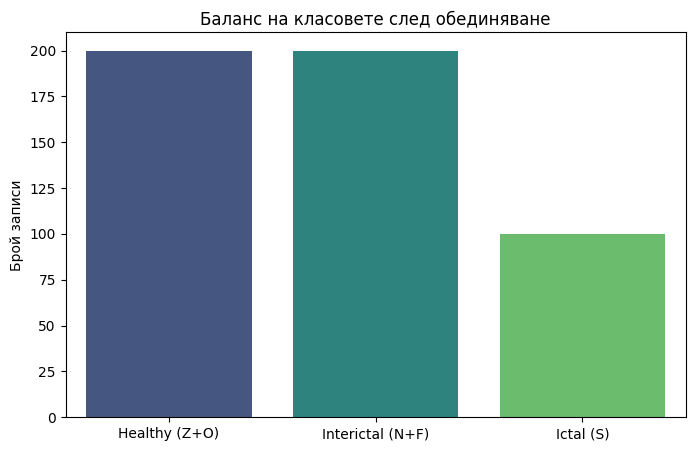 Баланс на класовете след обединяване
Брой записи
200
175
150
125
100
75
50
25
0
Healthy (Z+O)
Interictal (N+F)
Ictal (S)